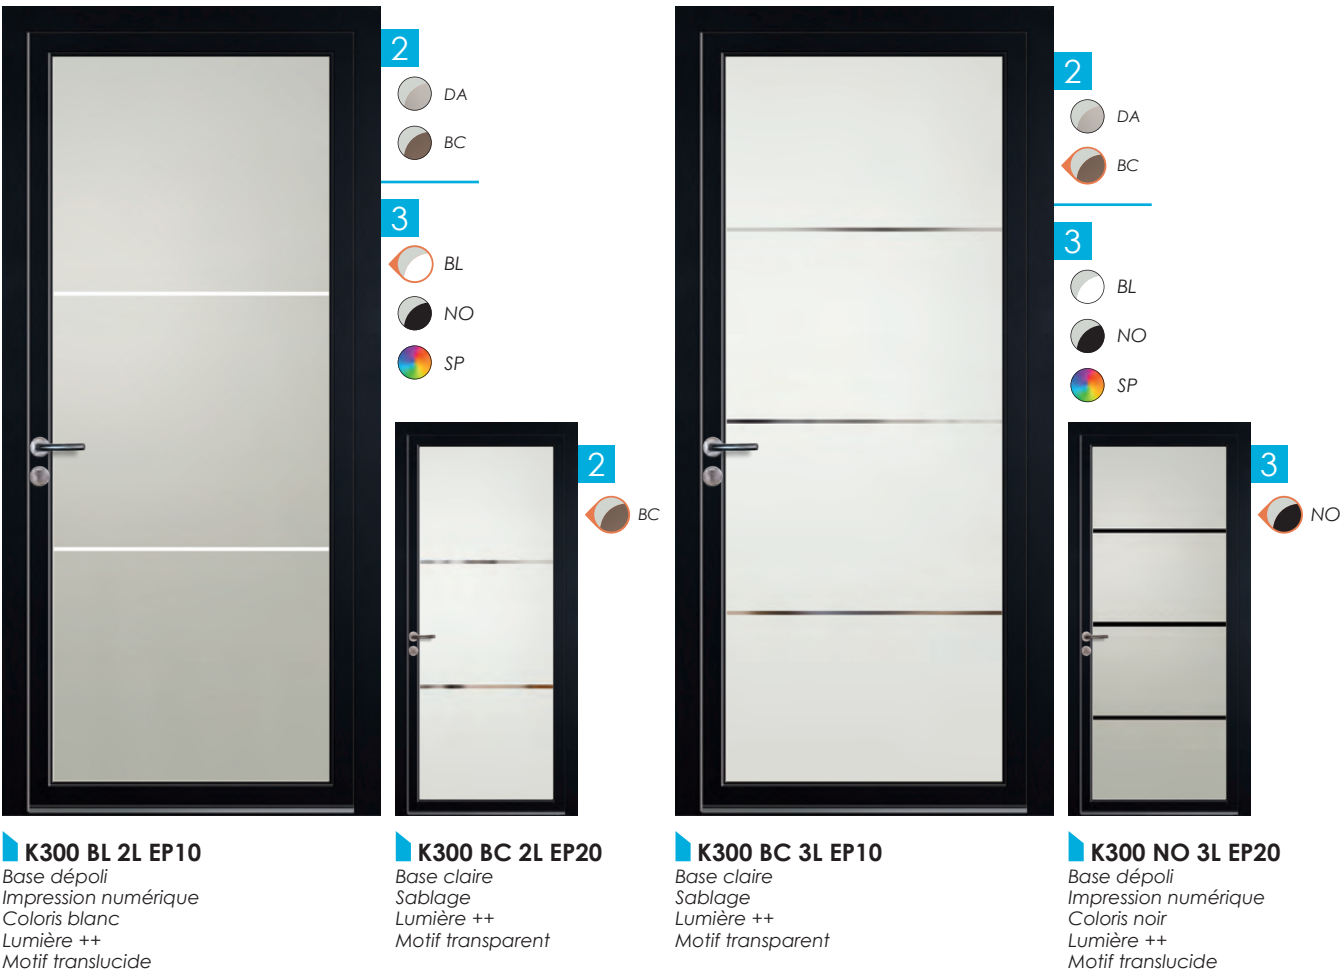 2
DA
BC
3
BL
NO
SP
2
BC
K300 BL 2L EP10
Base dépoli
Impression numérique
Coloris blanc
Lumière ++
Motif translucide
K300 BC 2L EP20
Base claire
Sablage
Lumière ++
Motif transparent
2
DA
BC
3
BL
NO
SP
3
NO
K300 BC 3L EP10
Base claire
Sablage
Lumière ++
Motif transparent
K300 NO 3L EP20
Base dépoli
Impression numérique
Coloris noir
Lumière ++
Motif translucide